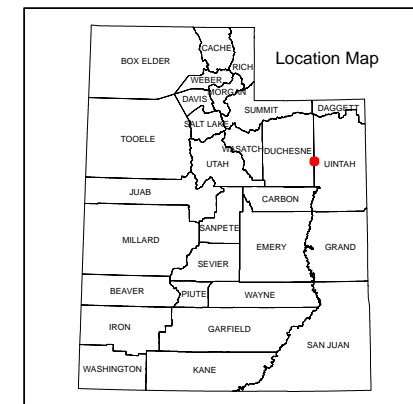 Location Map
BOX ELDER
CACHE
RICH
WEBER
MORGAN
DAVIS
SUMMIT
DAGGETT
SALT LAKE
TOOELE
WASATCH
DUCHESNE
UINTAH
UTAH
JUAB
CARBON
SANPETE
MILLARD
EMERY
GRAND
SEVIER
BEAVER
PIUTE
WAYNE
IRON
GARFIELD
SAN JUAN
WASHINGTON
KANE